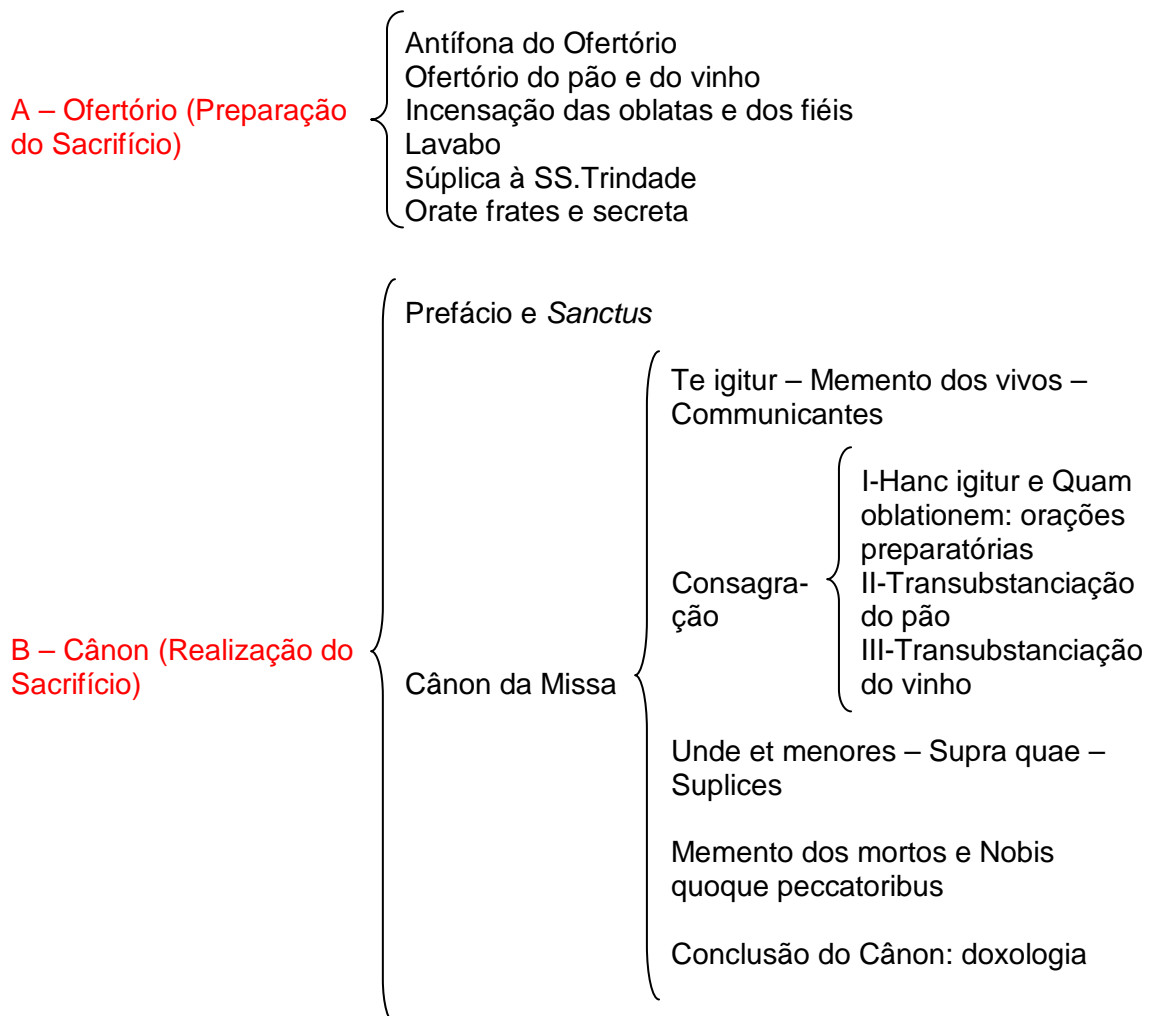 A – Ofertório (Preparação
do Sacrifício)
Antífona do Ofertório
Ofertório do pão e do vinho
Incensação das oblatas e dos fiéis
Lavabo
Súplica à SS.Trindade
Orate frates e secreta
B – Cânon (Realização do
Sacrifício)
Prefácio e Sanctus
Cânon da Missa
Te igitur – Memento dos vivos –
Communicantes
Consagra-
ção
I-Hanc igitur e Quam
oblationem: orações
preparatórias
II-Transubstanciação
do pão
III-Transubstanciação
do vinho
Unde et menores – Supra quae –
Suplices
Memento dos mortos e Nobis
quoque peccatoribus
Conclusão do Cânon: doxologia